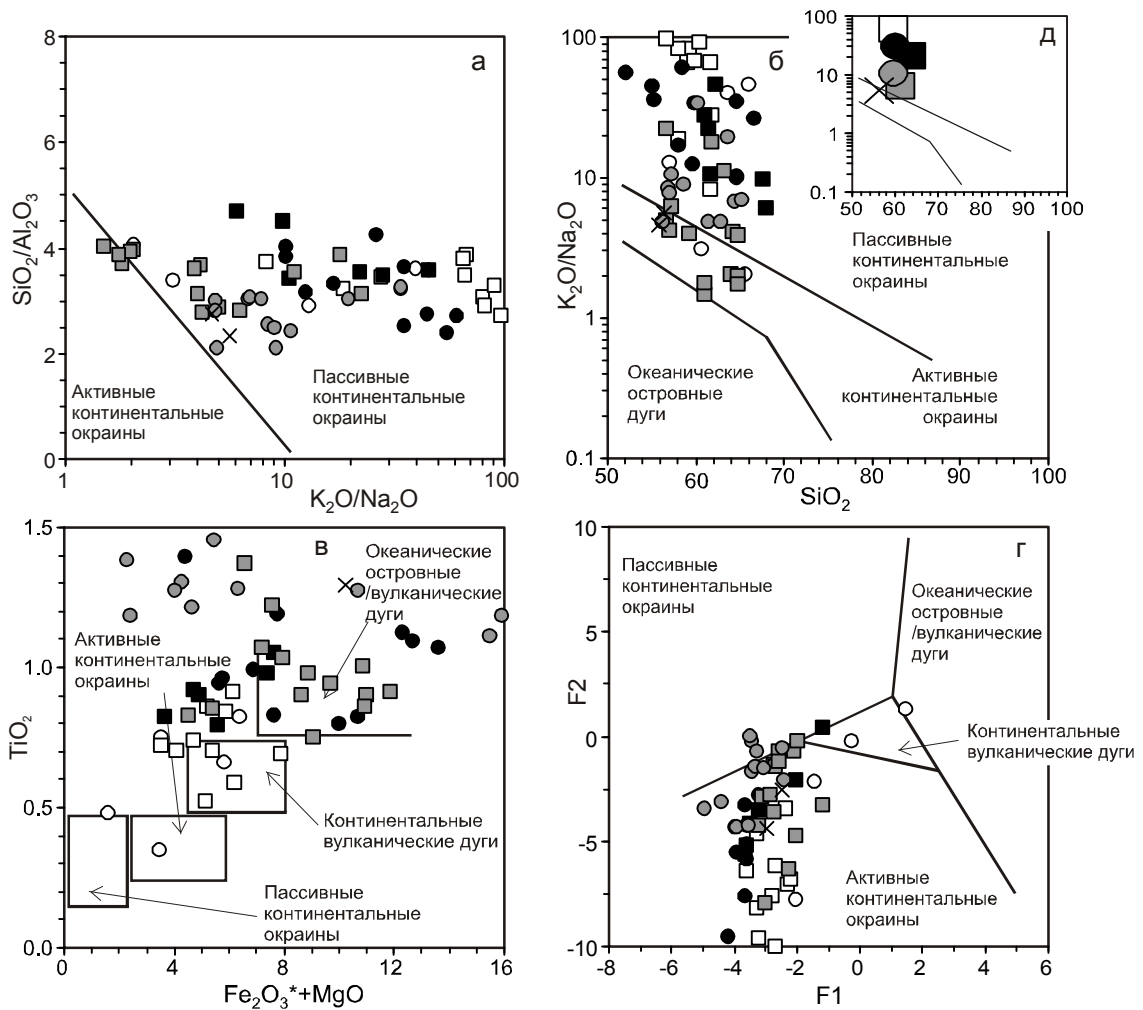 а
8
6
4
2
0
SiO2/Al2O3
1
10
100
K2O/Na2O
Активные
континентальные
окраины
Пассивные
континентальные
окраины
б
100
10
1
0.1
K2O/Na2O
50
60
70
80
90
100
SiO2
Океанические
островные
дуги
Пассивные
континентальные
окраины
Активные
континентальные
окраины
д
100
10
1
0.1
50 60 70 80 90 100
в
1.5
1.0
0.5
0.0
TiO2
0
4
8
12
16
Fe2O3*+MgO
Океанические
островные
/вулканические
дуги
Активные
континентальные
окраины
Континентальные
вулканические дуги
Пассивные
континентальные
окраины
г
10
5
0
-5
-10
F2
-8
-6
-4
-2
0
2
4
6
F1
Пассивные
континентальные
окраины
Океанические
островные
/вулканические
дуги
Континентальные
вулканические дуги
Активные
континентальные
окраины